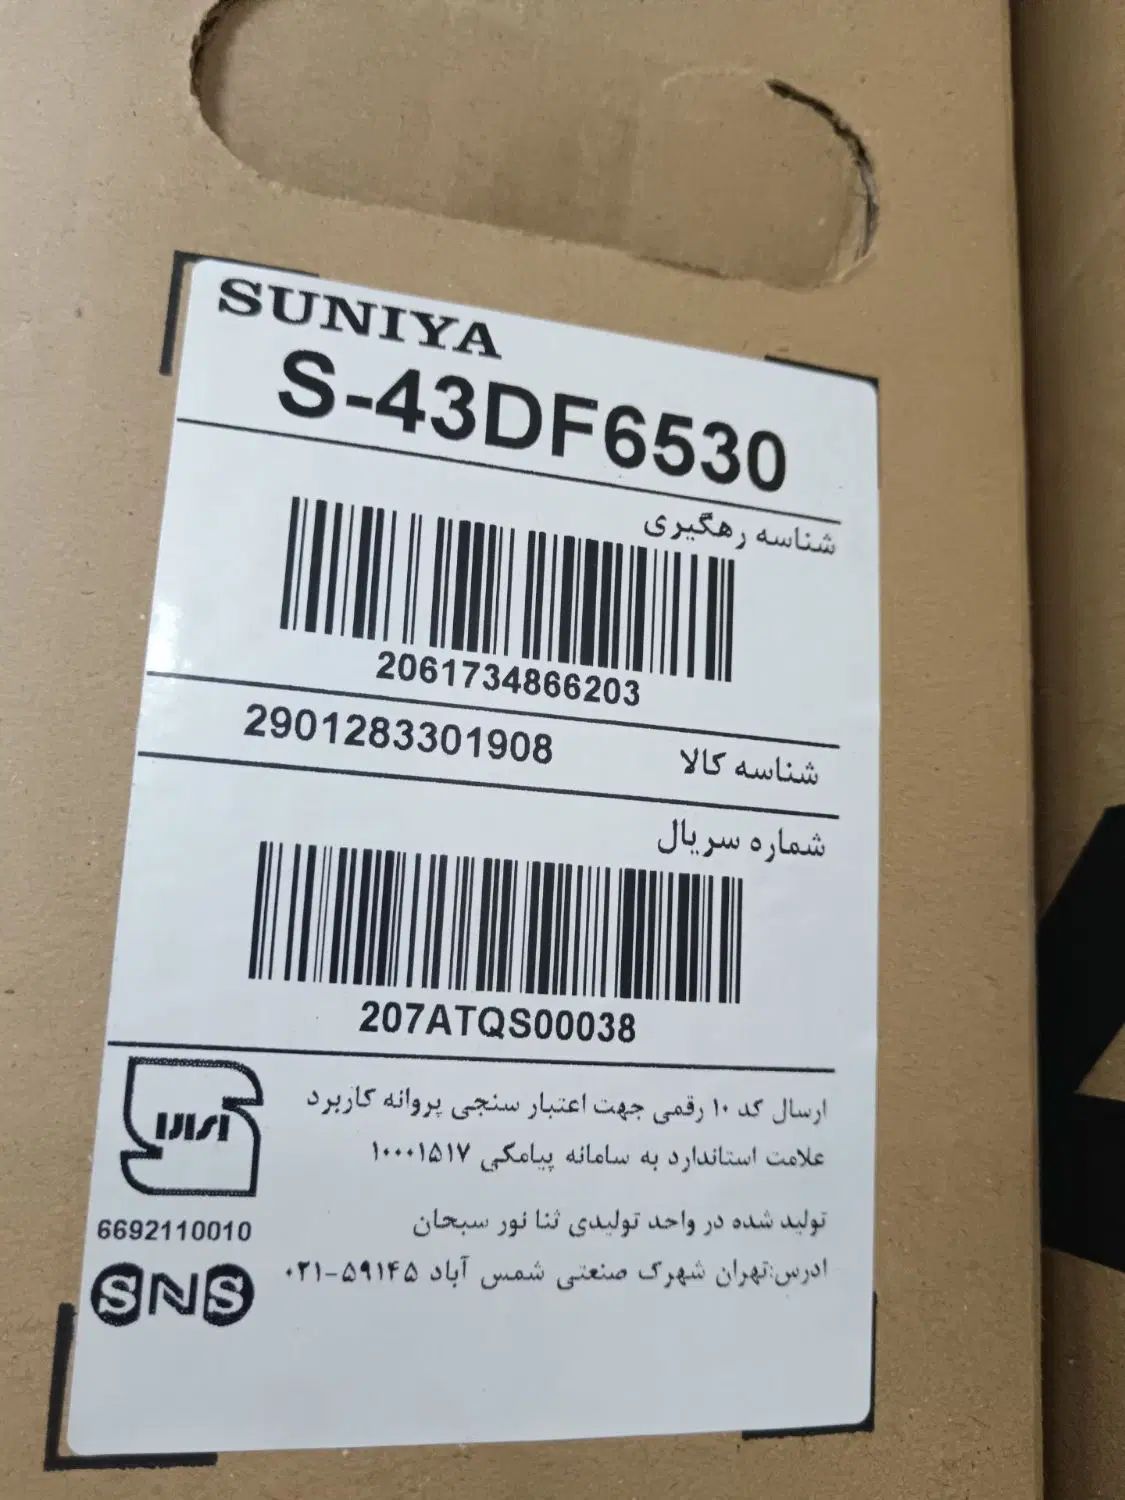 SUNIYA
S-43DF6530
شناسه رهگیری
2061734866203
شناسه کالا 2901283301908
شماره سریال
207ATQS00038
ارسال کد ۱۰ رقمی جهت اعتبار سنجی پروانه کاربرد
علامت استاندارد به سامانه پیامکی ۱۰۰۰۱۵۱۷
6692110010
تولید شده در واحد تولیدی ثنا نور سبحان
ادرس:تهران شهرک صنعتی شمس آباد ۵۹۱۴۵-۰۲۱
SNS